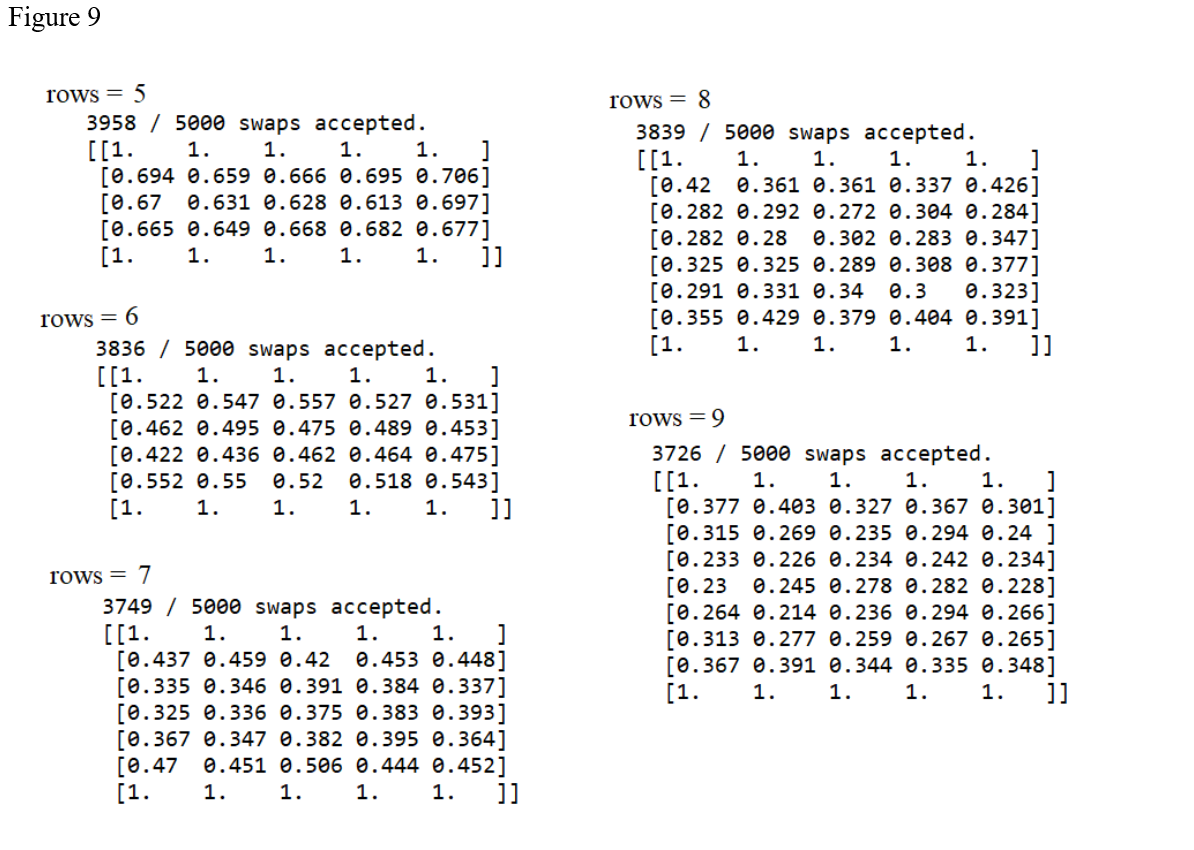 Figure 9
rows = 5
3958 / 5000 swaps accepted.
[[1.    1.    1.    1.    1.   ]
[0.694 0.659 0.666 0.695 0.706]
[0.67  0.631 0.628 0.613 0.697]
[0.665 0.649 0.668 0.682 0.677]
[1.    1.    1.    1.    1.   ]]
rows = 6
3836 / 5000 swaps accepted.
[[1.    1.    1.    1.    1.   ]
[0.522 0.547 0.557 0.527 0.531]
[0.462 0.495 0.475 0.489 0.453]
[0.422 0.436 0.462 0.464 0.475]
[0.552 0.55  0.52  0.518 0.543]
[1.    1.    1.    1.    1.   ]]
rows = 7
3749 / 5000 swaps accepted.
[[1.    1.    1.    1.    1.   ]
[0.437 0.459 0.42  0.453 0.448]
[0.335 0.346 0.391 0.384 0.337]
[0.325 0.336 0.375 0.383 0.393]
[0.367 0.347 0.382 0.395 0.364]
[0.47  0.451 0.506 0.444 0.452]
[1.    1.    1.    1.    1.   ]]
rows = 8
3839 / 5000 swaps accepted.
[[1.    1.    1.    1.    1.   ]
[0.42  0.361 0.361 0.337 0.426]
[0.282 0.292 0.272 0.304 0.284]
[0.282 0.28  0.302 0.283 0.347]
[0.325 0.325 0.289 0.308 0.377]
[0.291 0.331 0.34  0.3   0.323]
[0.355 0.429 0.379 0.404 0.391]
[1.    1.    1.    1.    1.   ]]
rows = 9
3726 / 5000 swaps accepted.
[[1.    1.    1.    1.    1.   ]
[0.377 0.403 0.327 0.367 0.301]
[0.315 0.269 0.235 0.294 0.24 ]
[0.233 0.226 0.234 0.242 0.234]
[0.23  0.245 0.278 0.282 0.228]
[0.264 0.214 0.236 0.294 0.266]
[0.313 0.277 0.259 0.267 0.265]
[0.367 0.391 0.344 0.335 0.348]
[1.    1.    1.    1.    1.   ]]